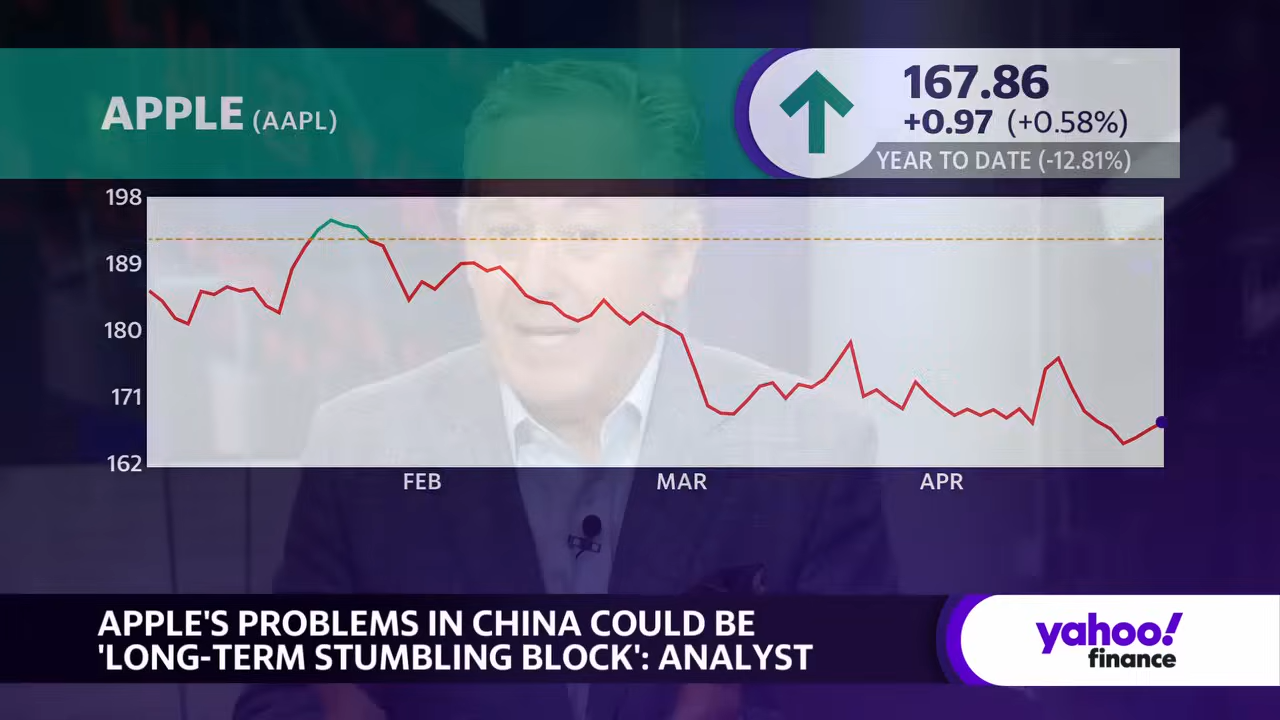 APPLE (AAPL)
167.86
+0.97 (+0.58%)
YEAR TO DATE (-12.81%)
198
189
180
171
162
FEB MAR APR
APPLE'S PROBLEMS IN CHINA COULD BE
'LONG-TERM STUMBLING BLOCK': ANALYST
yahoo!
finance